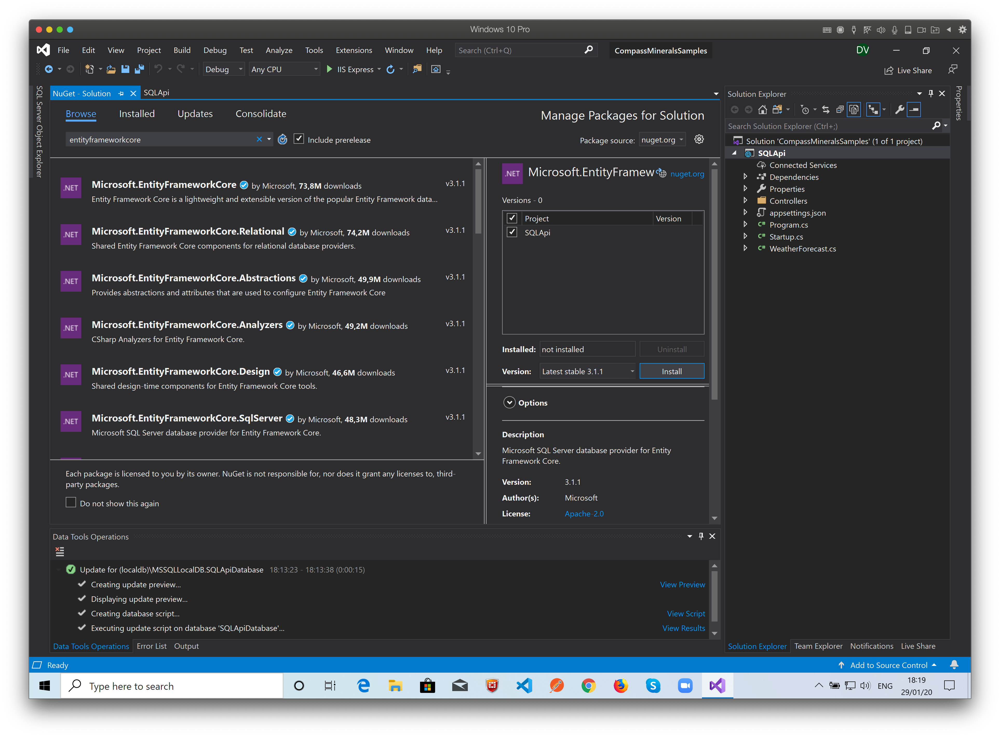 Windows 10 Pro
File Edit View Project Build Debug Test Analyze Tools Extensions Window Help Search (Ctrl+Q) CompassMineralsSamples DV
Debug Any CPU IIS Express Live Share
SQL Server Object Explorer
NuGet - Solution SQLApi
Browse Installed Updates Consolidate
Manage Packages for Solution
entityframeworkcore Include prerelease
Package source: nuget.org
.NET Microsoft.EntityFrameworkCore by Microsoft, 73,8M downloads v3.1.1
Entity Framework Core is a lightweight and extensible version of the popular Entity Framework data...
.NET Microsoft.EntityFrameworkCore.Relational by Microsoft, 74,2M downloads v3.1.1
Shared Entity Framework Core components for relational database providers.
.NET Microsoft.EntityFrameworkCore.Abstractions by Microsoft, 49,9M downloads v3.1.1
Provides abstractions and attributes that are used to configure Entity Framework Core
.NET Microsoft.EntityFrameworkCore.Analyzers by Microsoft, 49,2M downloads v3.1.1
CSharp Analyzers for Entity Framework Core.
.NET Microsoft.EntityFrameworkCore.Design by Microsoft, 46,6M downloads v3.1.1
Shared design-time components for Entity Framework Core tools.
.NET Microsoft.EntityFrameworkCore.SqlServer by Microsoft, 48,3M downloads v3.1.1
Microsoft SQL Server database provider for Entity Framework Core.
Each package is licensed to you by its owner. NuGet is not responsible for, nor does it grant any licenses to, third-
party packages.
Do not show this again
.NET Microsoft.EntityFramew nuget.org
Versions - 0
Project Version
SQLApi
Installed: not installed Uninstall
Version: Latest stable 3.1.1 Install
Options
Description
Microsoft SQL Server database provider for Entity
Framework Core.
Version: 3.1.1
Author(s): Microsoft
License: Apache-2.0
Data Tools Operations
Update for (localdb)\MSSQLLocalDB.SQLApiDatabase 18:13:23 - 18:13:38 (0:00:15)
Creating update preview... View Preview
Displaying update preview...
Creating database script... View Script
Executing update script on database 'SQLApiDatabase'... View Results
Data Tools Operations Error List Output
Solution Explorer
Search Solution Explorer (Ctrl+;)
Solution 'CompassMineralsSamples' (1 of 1 project)
SQLApi
Connected Services
Dependencies
Properties
Controllers
appsettings.json
C# Program.cs
C# Startup.cs
C# WeatherForecast.cs
Solution Explorer Team Explorer Notifications Live Share
Properties
Ready Add to Source Control
Type here to search
ENG
18:19
29/01/20